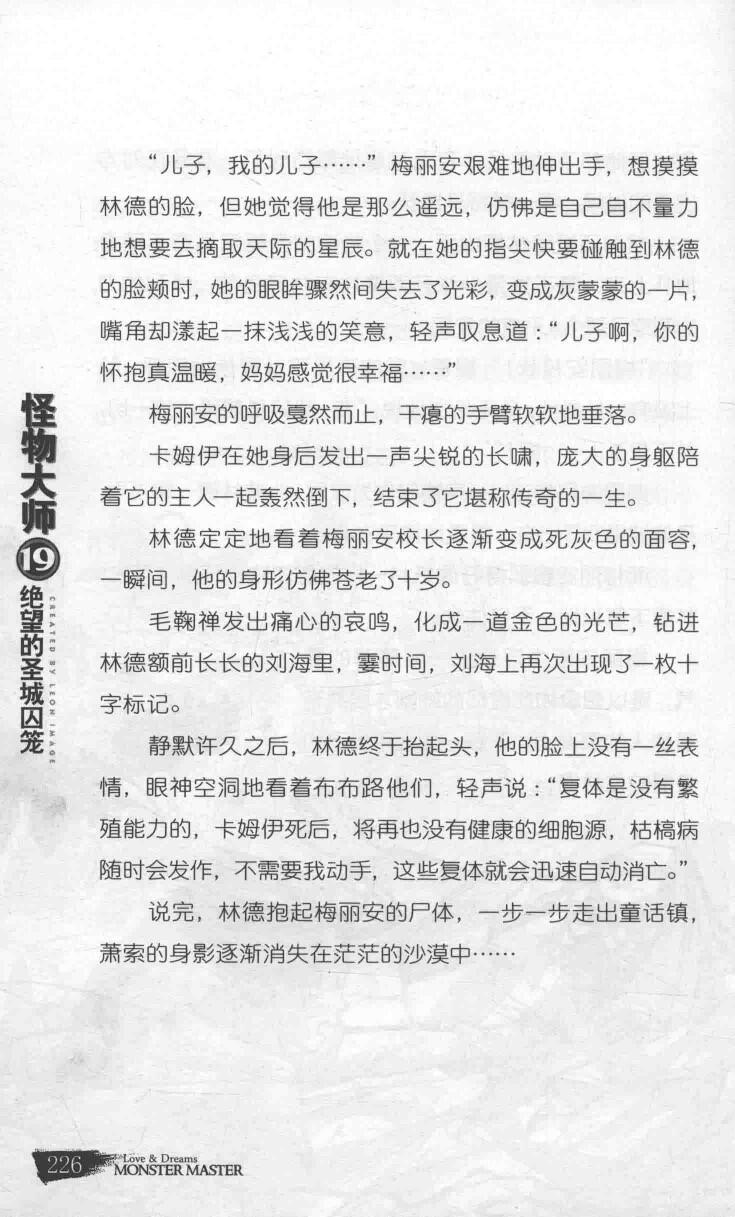 “儿子，我的儿子……”梅丽安艰难地伸出手，想摸摸
林德的脸，但她觉得他是那么遥远，仿佛是自己自不量力
地想要去摘取天际的星辰。就在她的指尖快要碰触到林德
的脸颊时，她的眼眸骤然间失去了光彩，变成灰蒙蒙的一片，
嘴角却漾起一抹浅浅的笑意，轻声叹息道：“儿子啊，你的
怀抱真温暖，妈妈感觉很幸福……”
梅丽安的呼吸戛然而止，干瘪的手臂软软地垂落。
卡姆伊在她身后发出一声尖锐的长啸，庞大的身躯陪
着它的主人一起轰然倒下，结束了它堪称传奇的一生。
林德定定地看着梅丽安校长逐渐变成死灰色的面容，
一瞬间，他的身形仿佛苍老了十岁。
毛鞠禅发出痛心的哀鸣，化成一道金色的光芒，钻进
林德额前长长的刘海里，霎时间，刘海上再次出现了一枚十
字标记。
静默许久之后，林德终于抬起头，他的脸上没有一丝表
情，眼神空洞地看着布布路他们，轻声说：“复体是没有繁
殖能力的，卡姆伊死后，将再也没有健康的细胞源，枯槁病
随时会发作，不需要我动手，这些复体就会迅速自动消亡。”
说完，林德抱起梅丽安的尸体，一步一步走出童话镇，
萧索的身影逐渐消失在茫茫的沙漠中……
怪物大师
19
绝望的圣城囚笼
CREATED BY LEON IMAGE
226
Love & Dreams
MONSTER MASTER